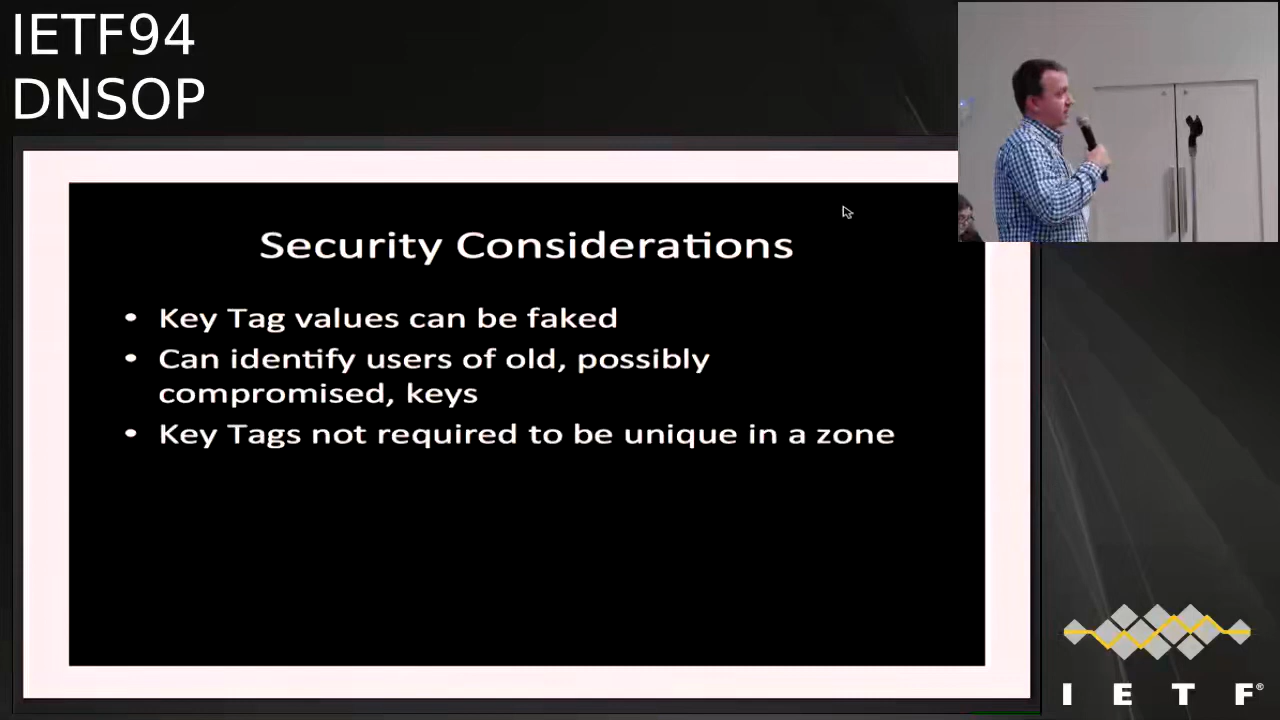 IETF94
DNSOP
Security Considerations
• Key Tag values can be faked
• Can identify users of old, possibly
compromised, keys
• Key Tags not required to be unique in a zone
I E T F®